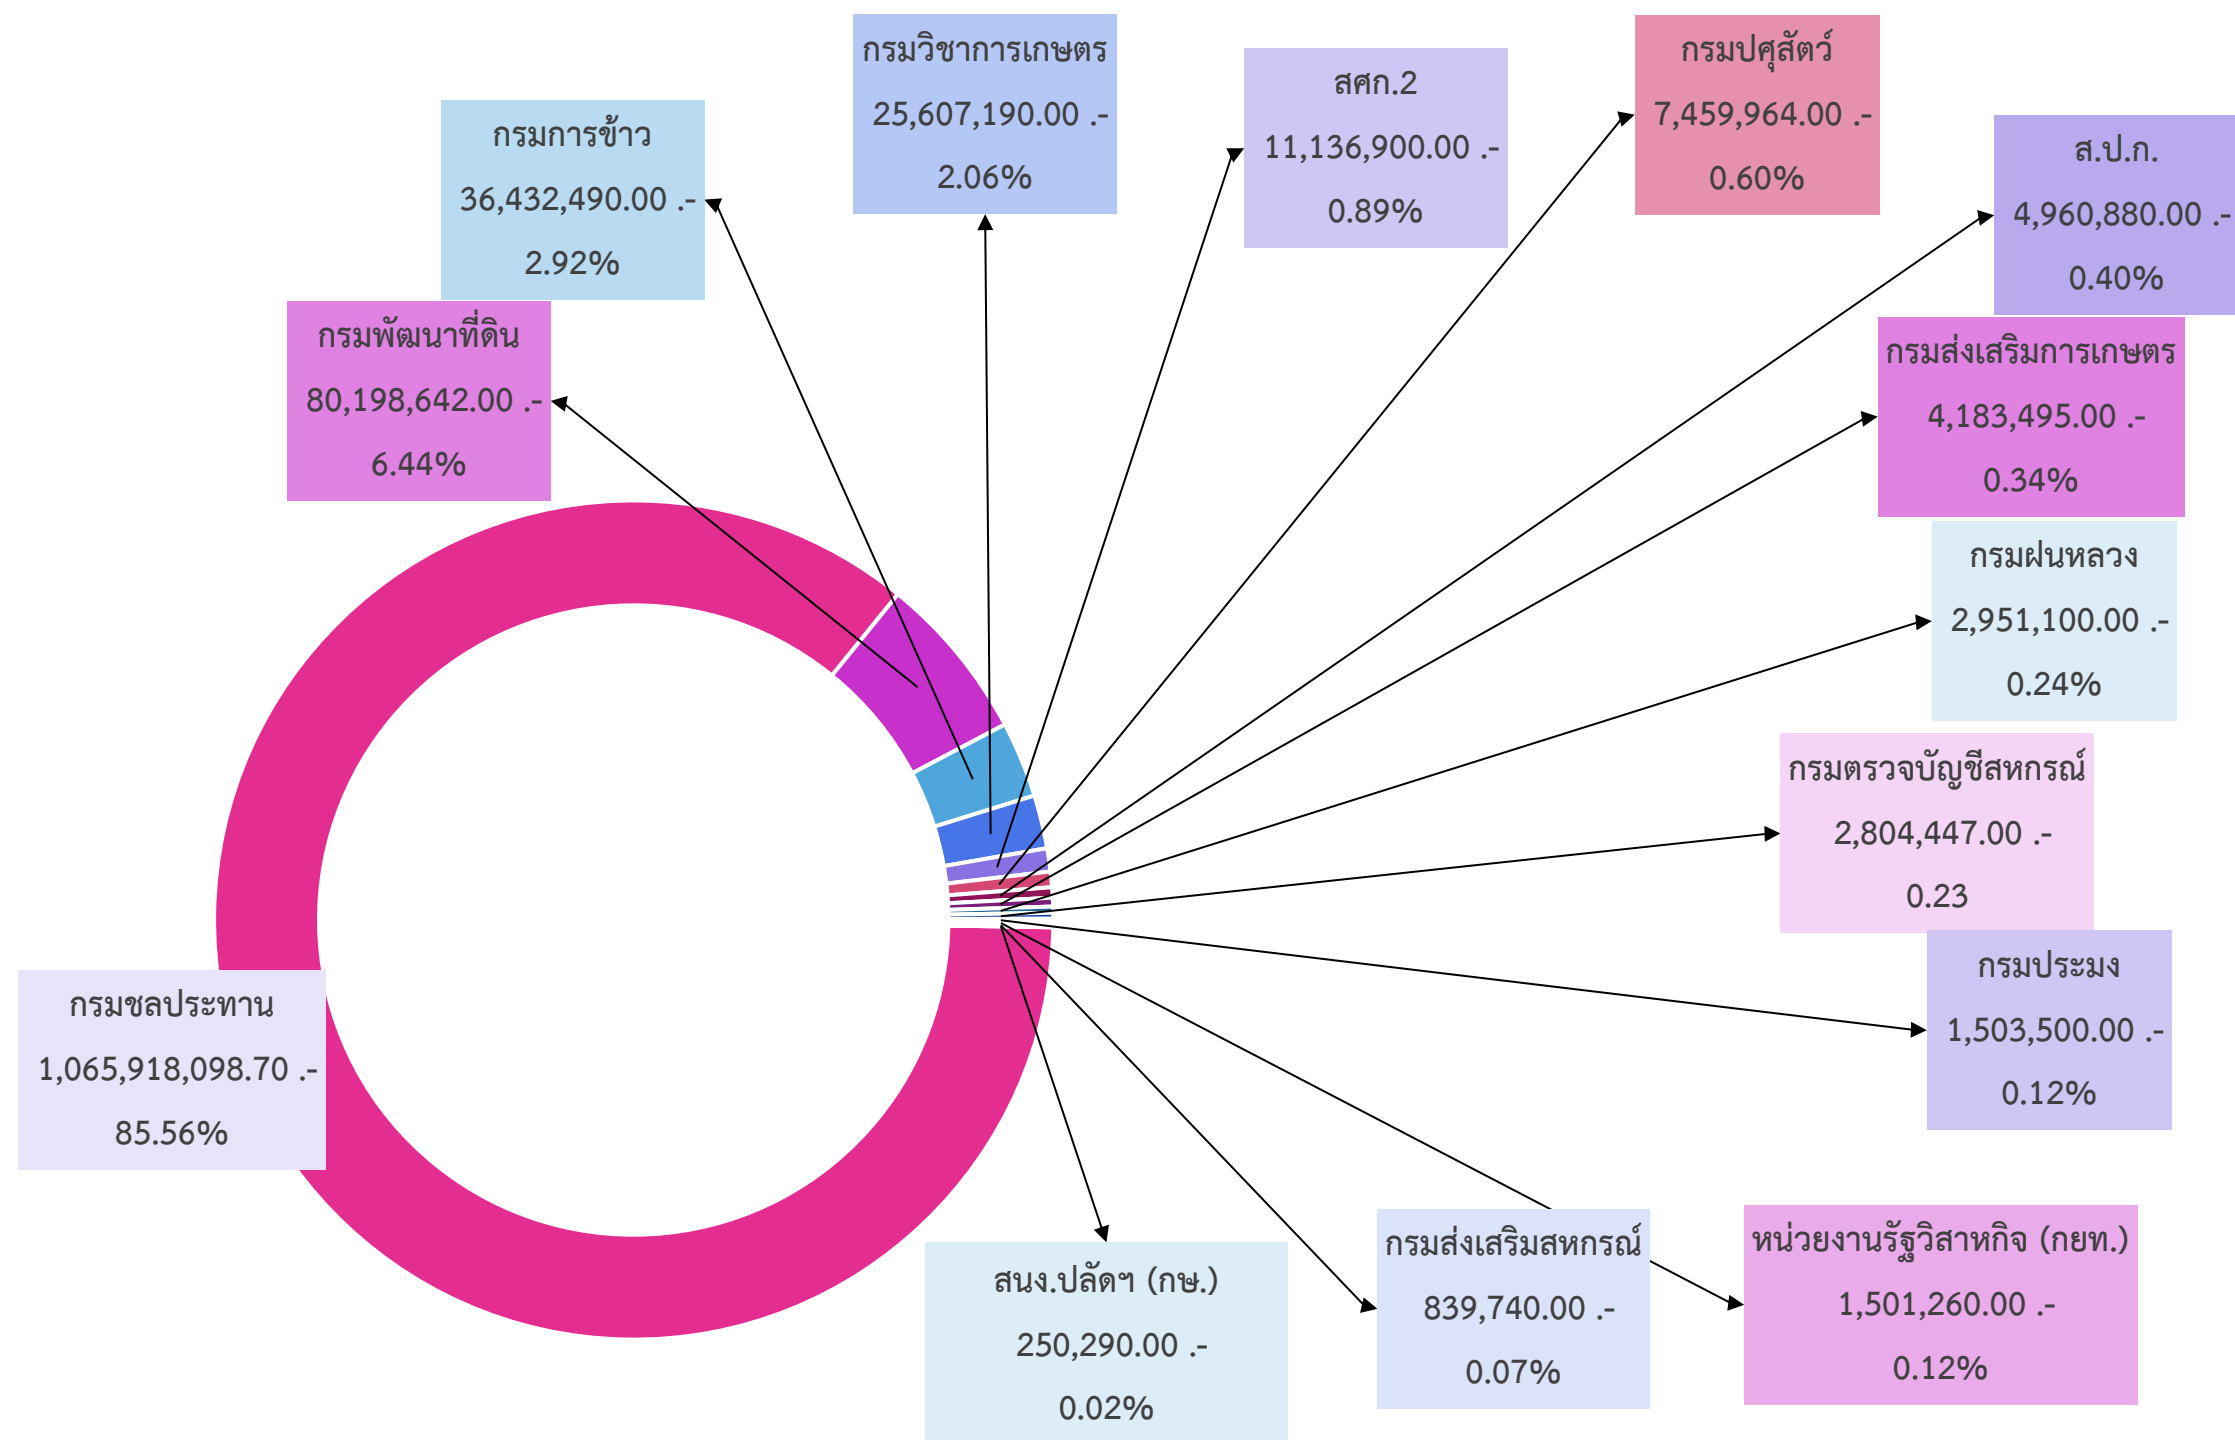 กรมวิชาการเกษตร
25,607,190.00 .-
2.06%
กรมปศุสัตว์
7,459,964.00 .-
0.60%
สศก.2
11,136,900.00 .-
0.89%
กรมการข้าว
36,432,490.00 .-
2.92%
ส.ป.ก.
4,960,880.00 .-
0.40%
กรมพัฒนาที่ดิน
80,198,642.00 .-
6.44%
กรมส่งเสริมการเกษตร
4,183,495.00 .-
0.34%
กรมฝนหลวง
2,951,100.00 .-
0.24%
กรมตรวจบัญชีสหกรณ์
2,804,447.00 .-
0.23
กรมประมง
1,503,500.00 .-
0.12%
กรมชลประทาน
1,065,918,098.70 .-
85.56%
หน่วยงานรัฐวิสาหกิจ (กยท.)
1,501,260.00 .-
0.12%
กรมส่งเสริมสหกรณ์
839,740.00 .-
0.07%
สนง.ปลัดฯ (กษ.)
250,290.00 .-
0.02%